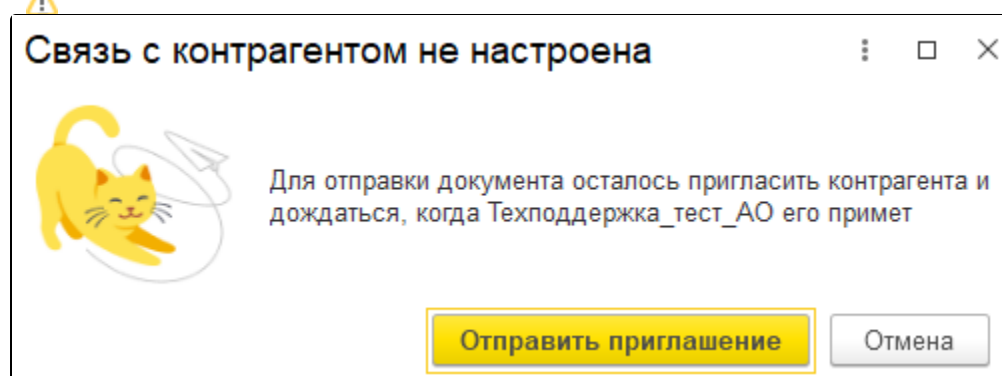 Связь с контрагентом не настроена
Для отправки документа осталось пригласить контрагента и
дождаться, когда Техподдержка_тест_АО его примет
Отправить приглашение
Отмена